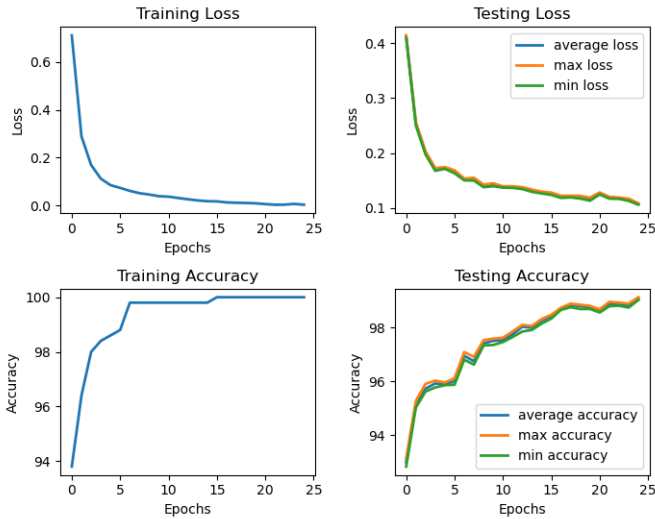 Training Loss
Loss
0.6
0.4
0.2
0.0
0 5 10 15 20 25
Epochs
Testing Loss
average loss
max loss
min loss
Loss
0.4
0.3
0.2
0.1
0 5 10 15 20 25
Epochs
Training Accuracy
Accuracy
100
98
96
94
0 5 10 15 20 25
Epochs
Testing Accuracy
Accuracy
98
96
94
average accuracy
max accuracy
min accuracy
0 5 10 15 20 25
Epochs